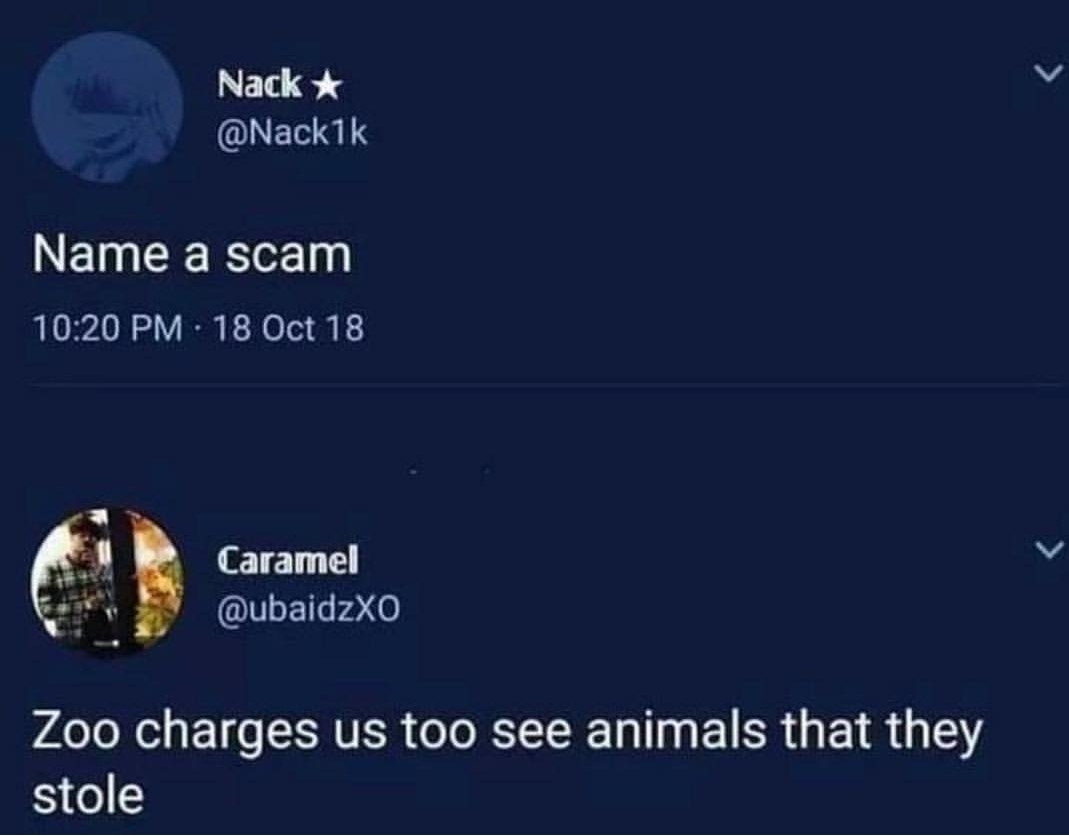 Nack ★
@Nack1k
Name a scam
10:20 PM · 18 Oct 18
Caramel
@ubaidzXO
Zoo charges us too see animals that they
stole